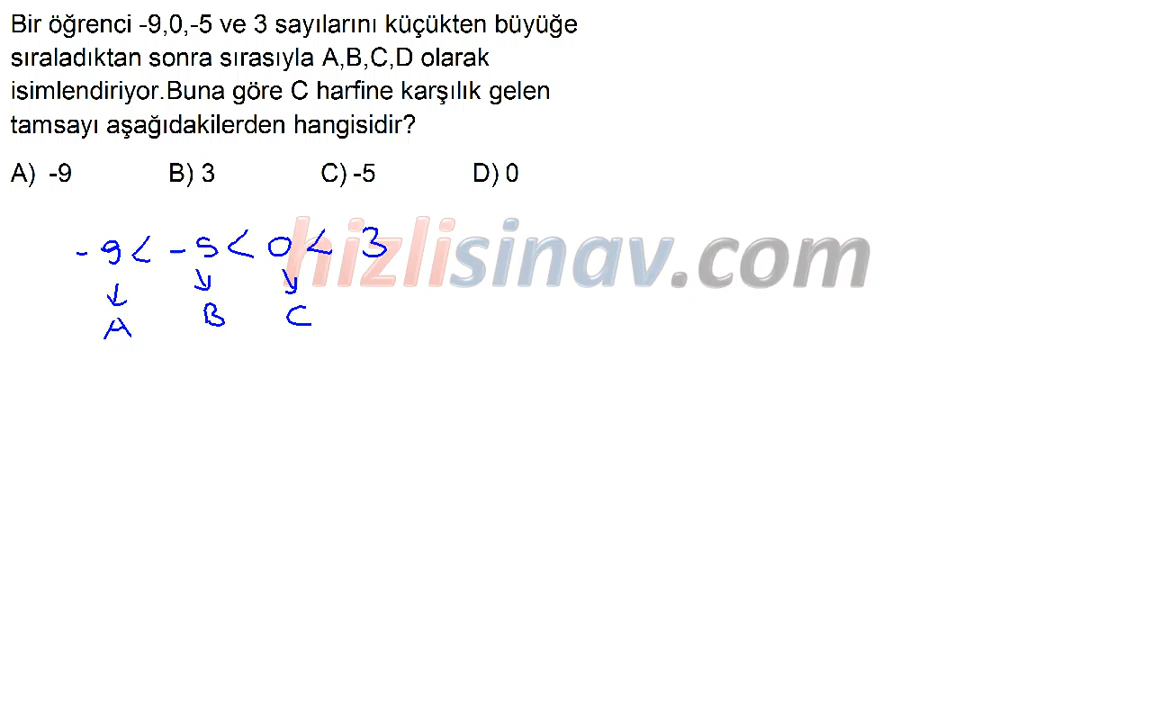 Bir öğrenci -9,0,-5 ve 3 sayılarını küçükten büyüğe
sıraladıktan sonra sırasıyla A,B,C,D olarak
isimlendiriyor.Buna göre C harfine karşılık gelen
tamsayı aşağıdakilerden hangisidir?
A) -9 B) 3 C) -5 D) 0
hizlisinav.com
-9 < -5 < 0 < 3
A B C